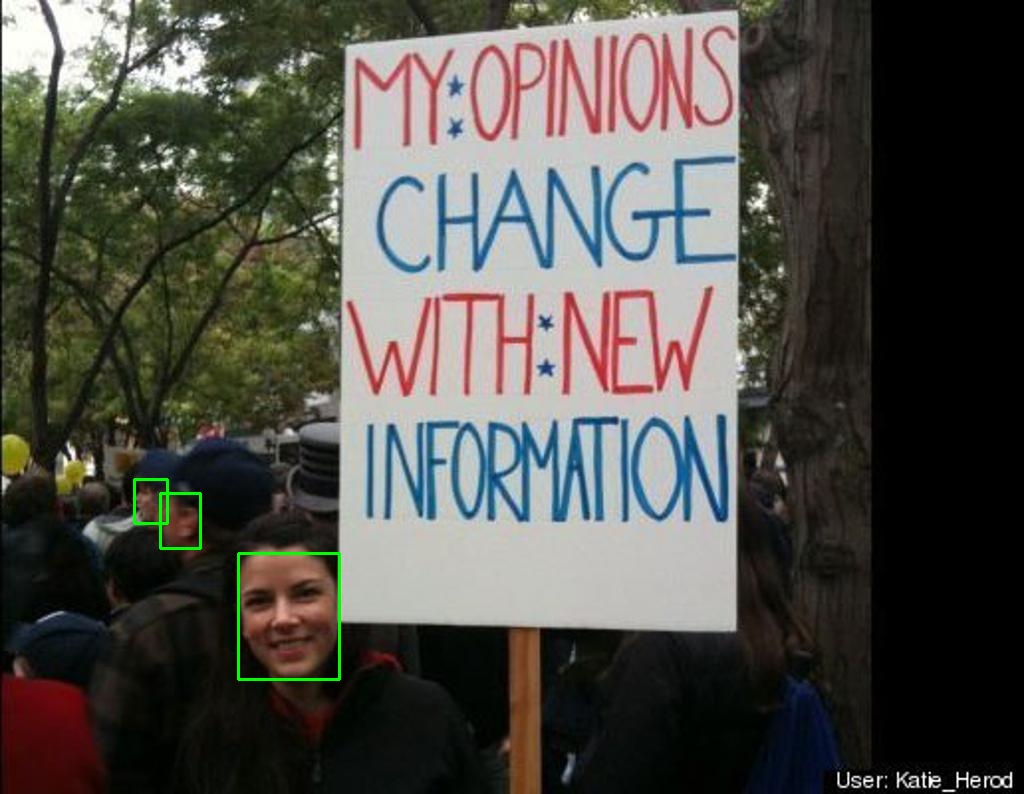 MY OPINIONS
CHANGE
WITH NEW
INFORMATION
User: Katie_Herod